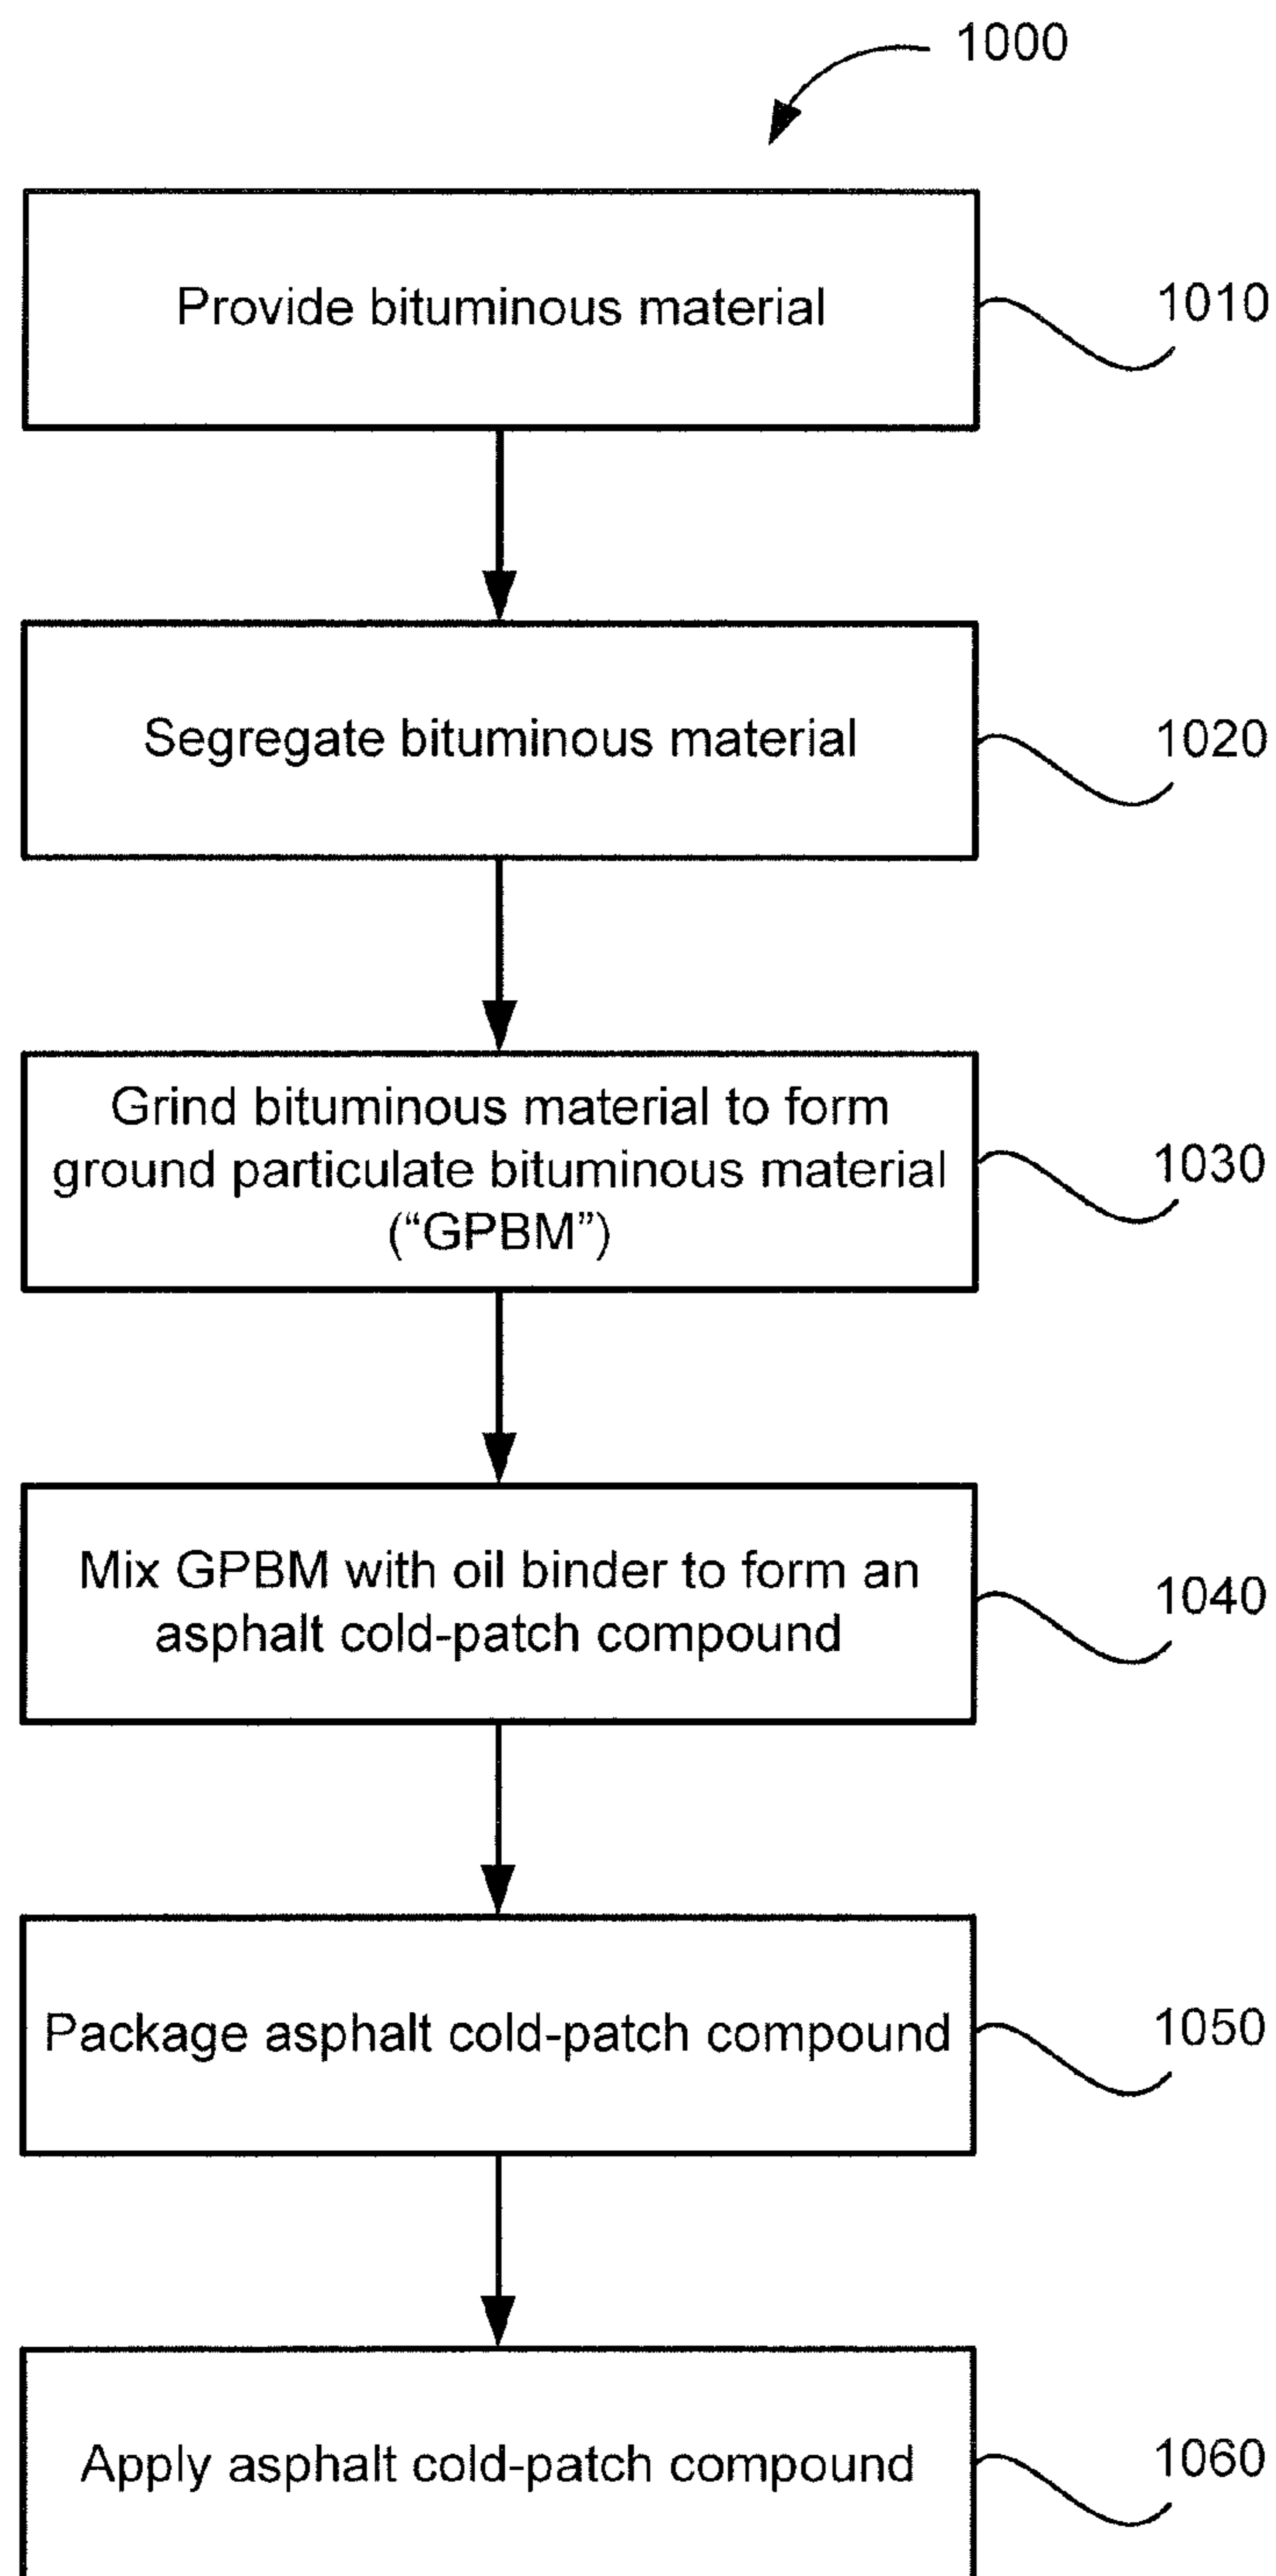 1000
Provide bituminous material
1010
Segregate bituminous material
1020
Grind bituminous material to form
ground particulate bituminous material
(“GPBM”)
1030
Mix GPBM with oil binder to form an
asphalt cold-patch compound
1040
Package asphalt cold-patch compound
1050
Apply asphalt cold-patch compound
1060